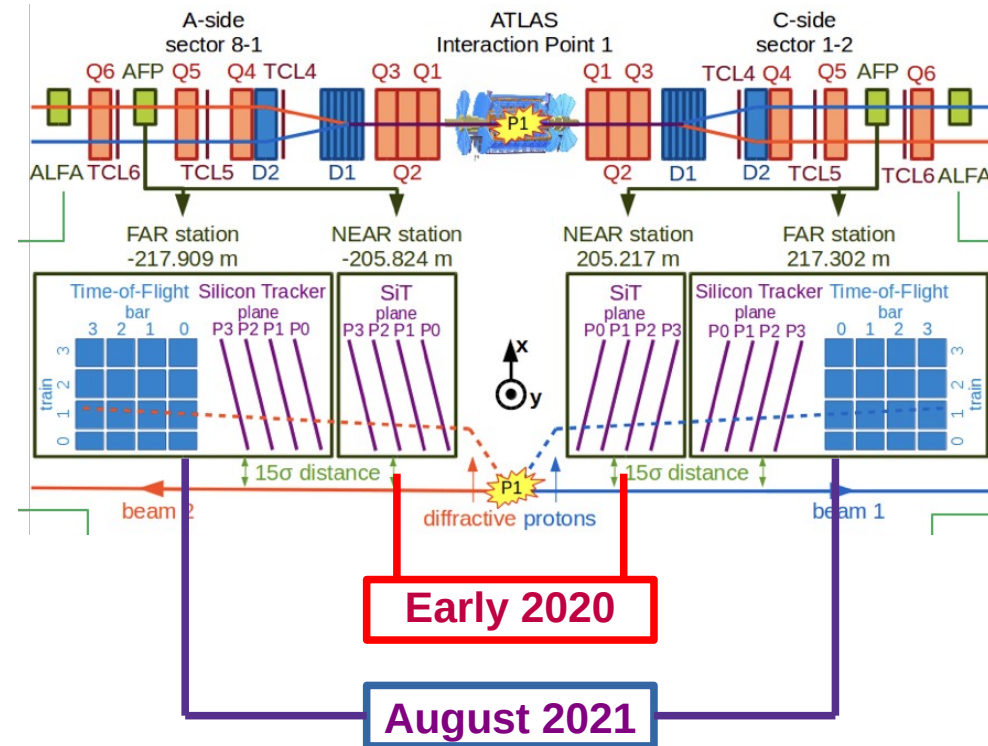 A-side
sector 8-1
ATLAS
Interaction Point 1
C-side
sector 1-2
Q6 AFP Q5 Q4 TCL4 Q3 Q1 Q1 Q3 TCL4 Q4 Q5 AFP Q6
P1
ALFA TCL6 TCL5 D2 D1 Q2 Q2 D1 D2 TCL5 TCL6 ALFA
FAR station
-217.909 m
NEAR station
-205.824 m
NEAR station
205.217 m
FAR station
217.302 m
Time-of-Flight
bar
3 2 1 0
train
3
2
1
0
Silicon Tracker
plane
P3 P2 P1 P0
SiT
plane
P3 P2 P1 P0
x
y
SiT
plane
P0 P1 P2 P3
Silicon Tracker
plane
P0 P1 P2 P3
Time-of-Flight
bar
0 1 2 3
3
2
1
0
train
15σ distance
15σ distance
P1
beam 2
diffractive protons
beam 1
Early 2020
August 2021